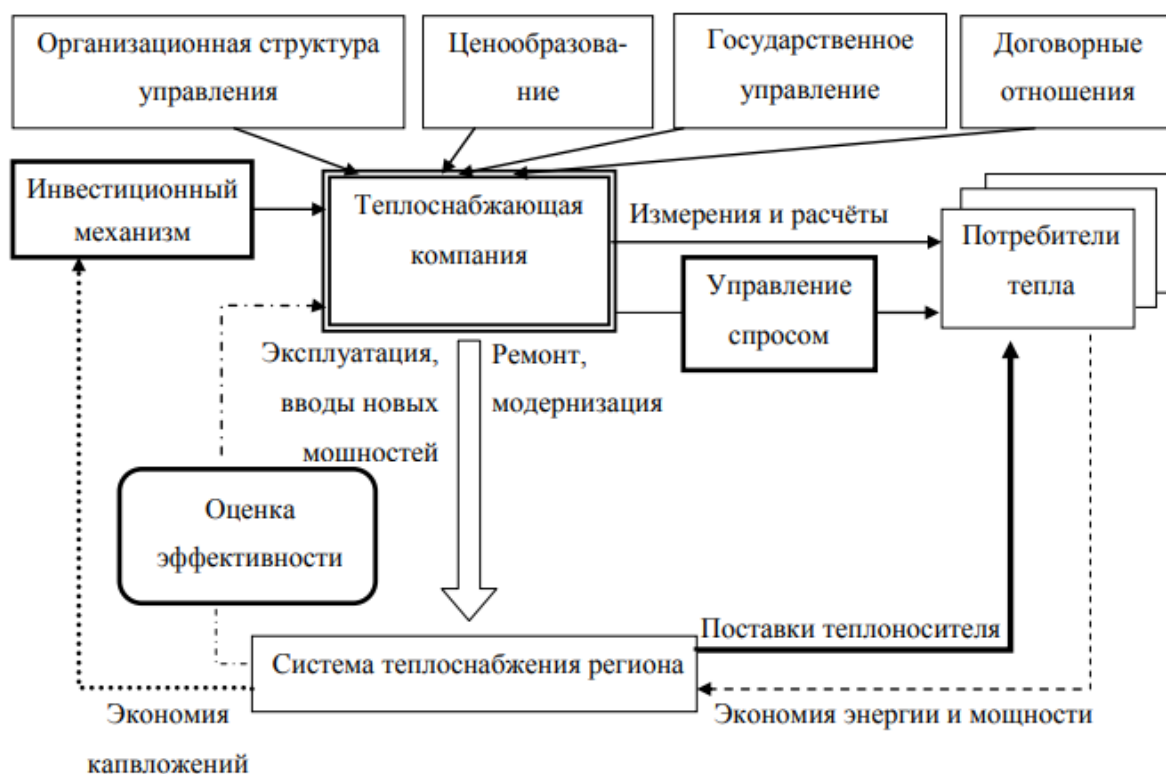 Организационная структура
управления
Ценообразова-
ние
Государственное
управление
Договорные
отношения
Инвестиционный
механизм
Теплоснабжающая
компания
Измерения и расчёты
Потребители
тепла
Управление
спросом
Эксплуатация,
вводы новых
мошностей
Ремонт,
модернизация
Оценка
эффективности
Поставки теплоносителя
Система теплоснабжения региона
Экономия энергии и мощности
Экономия
капвложений